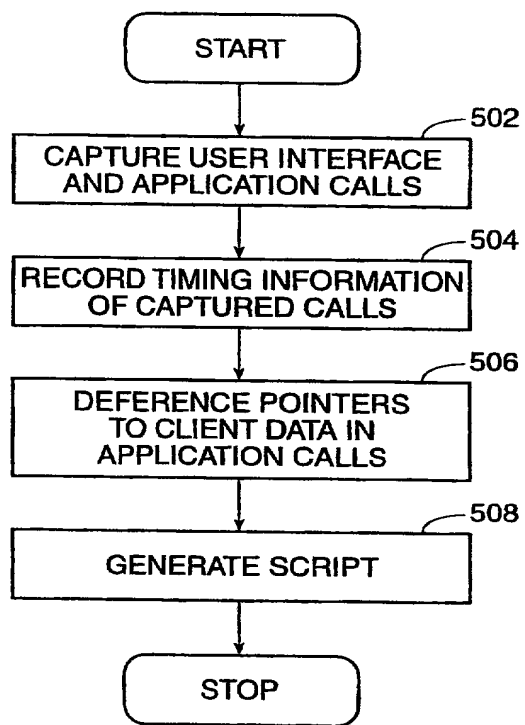 START
502
CAPTURE USER INTERFACE
AND APPLICATION CALLS
504
RECORD TIMING INFORMATION
OF CAPTURED CALLS
506
DEFERENCE POINTERS
TO CLIENT DATA IN
APPLICATION CALLS
508
GENERATE SCRIPT
STOP